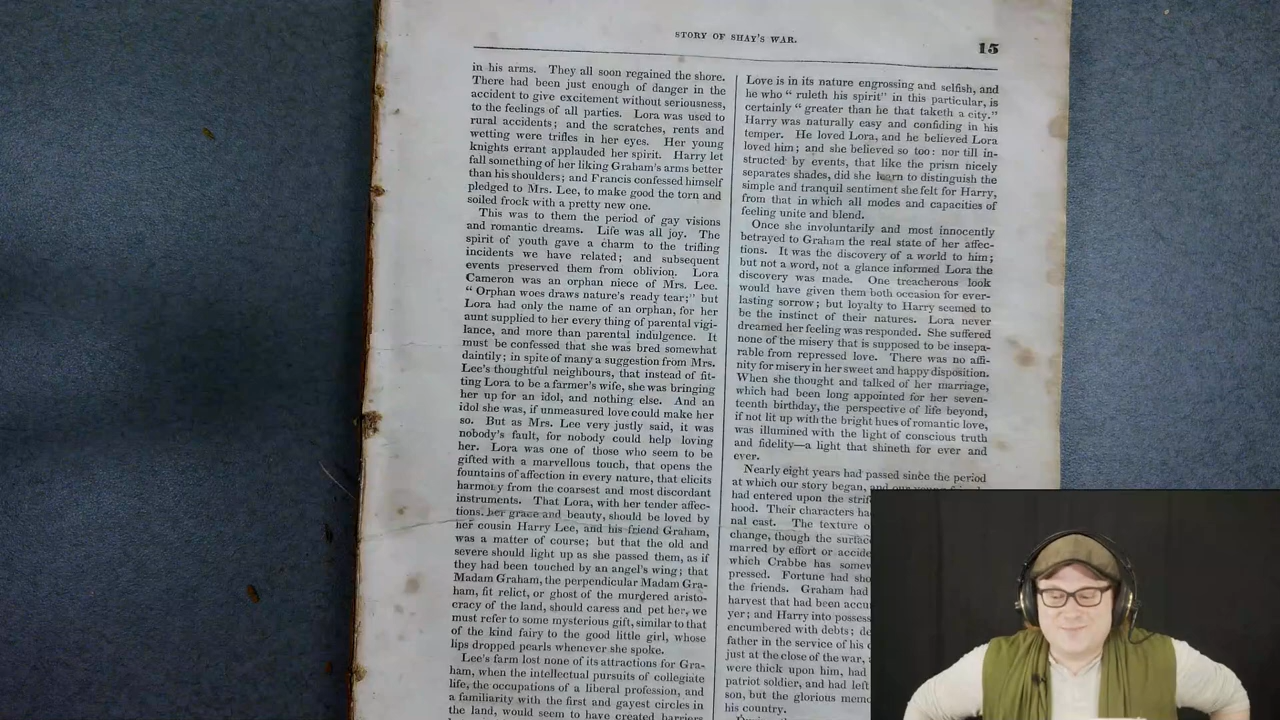 STORY OF SHAY'S WAR.
15
in his arms. They all soon regained the shore.
There had been just enough of danger in the
accident to give excitement without seriousness,
to the feelings of all parties. Lora was used to
rural accidents; and the scratches, rents and
wetting were trifles in her eyes. Her young
knights errant applauded her spirit. Harry let
fall something of her liking Graham's arms better
than his shoulders; and Francis confessed himself
pledged to Mrs. Lee, to make good the torn and
soiled frock with a pretty new one.
This was to them the period of gay visions
and romantic dreams. Life was all joy. The
spirit of youth gave a charm to the trifling
incidents we have related; and subsequent
events preserved them from oblivion. Lora
Cameron was an orphan niece of Mrs. Lee.
“ Orphan woes draws nature's ready tear;” but
Lora had only the name of an orphan, for her
aunt supplied to her every thing of parental vigi-
lance, and more than parental indulgence. It
must be confessed that she was bred somewhat
daintily; in spite of many a suggestion from Mrs.
Lee's thoughtful neighbours, that instead of fit-
ting Lora to be a farmer's wife, she was bringing
her up for an idol, and nothing else. And an
idol she was, if unmeasured love could make her
so. But as Mrs. Lee very justly said, it was
nobody's fault, for nobody could help loving
her. Lora was one of those who seem to be
gifted with a marvellous touch, that opens the
fountains of affection in every nature, that elicits
harmony from the coarsest and most discordant
instruments. That Lora, with her tender affec-
tions, her grace and beauty, should be loved by
her cousin Harry Lee, and his friend Graham,
was a matter of course; but that the old and
severe should light up as she passed them, as if
they had been touched by an angel's wing; that
Madam Graham, the perpendicular Madam Gra-
ham, fit relict, or ghost of the murdered aristo-
cracy of the land, should caress and pet her, we
must refer to some mysterious gift, similar to that
of the kind fairy to the good little girl, whose
lips dropped pearls whenever she spoke.
Lee's farm lost none of its attractions for Gra-
ham, when the intellectual pursuits of collegiate
life, the occupations of a liberal profession, and
a familiarity with the first and gayest circles in
the land, would seem to have created barriers
Love is in its nature engrossing and selfish, and
he who “ ruleth his spirit” in this particular, is
certainly “ greater than he that taketh a city.”
Harry was naturally easy and confiding in his
temper. He loved Lora, and he believed Lora
loved him; and she believed so too: nor till in-
structed by events, that like the prism nicely
separates shades, did she learn to distinguish the
simple and tranquil sentiment she felt for Harry,
from that in which all modes and capacities of
feeling unite and blend.
Once she involuntarily and most innocently
betrayed to Graham the real state of her affec-
tions. It was the discovery of a world to him;
but not a word, not a glance informed Lora the
discovery was made. One treacherous look
would have given them both occasion for ever-
lasting sorrow; but loyalty to Harry seemed to
be the instinct of their natures. Lora never
dreamed her feeling was responded. She suffered
none of the misery that is supposed to be insepa-
rable from repressed love. There was no affi-
nity for misery in her sweet and happy disposition.
When she thought and talked of her marriage,
which had been long appointed for her seven-
teenth birthday, the perspective of life beyond,
if not lit up with the bright hues of romantic love,
was illumined with the light of conscious truth
and fidelity—a light that shineth for ever and
ever.
Nearly eight years had passed since the period
at which our story began, and our young
had entered upon the
hood. Their characters
nal cast. The texture
change, though the
marred by effort or
which Crabbe has
pressed. Fortune had
the friends. Graham had
harvest that had been
yer; and Harry into
encumbered with debts;
father in the service of his
just at the close of the war,
were thick upon him, had
patriot soldier, and had left
son, but the glorious
his country.